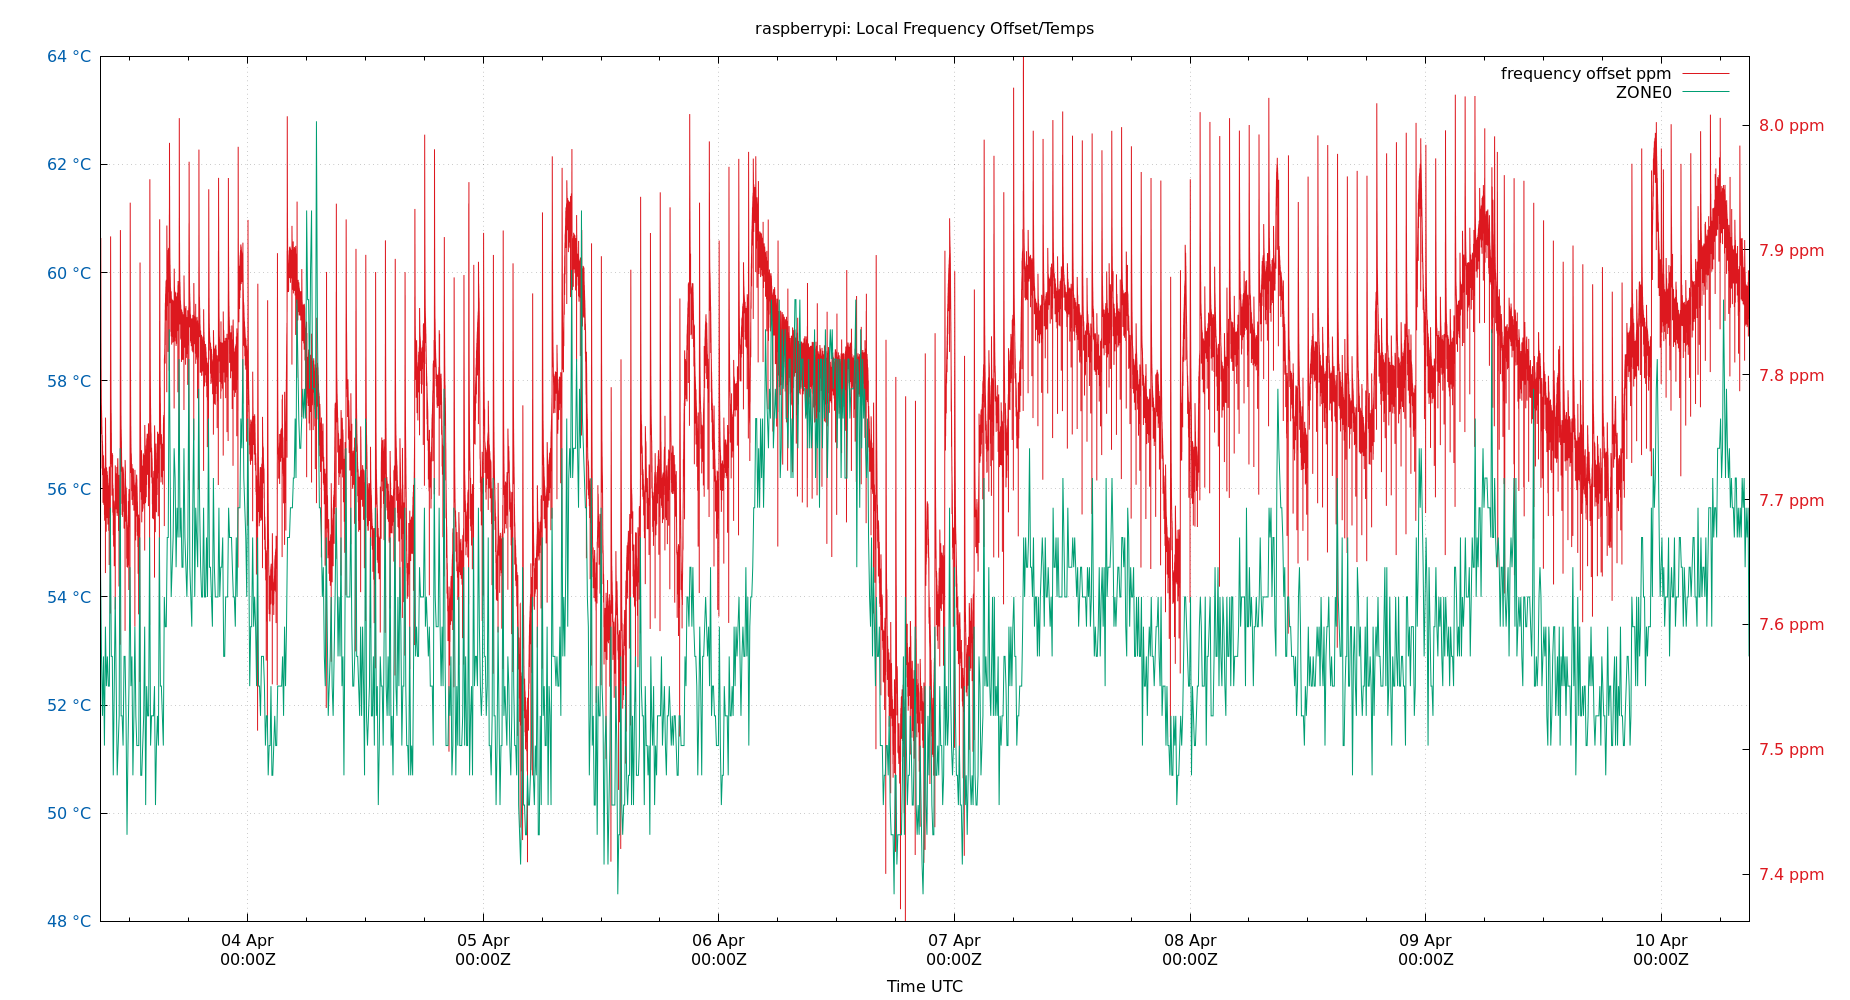 raspberrypi: Local Frequency Offset/Temps
64 °C
62 °C
60 °C
58 °C
56 °C
54 °C
52 °C
50 °C
48 °C
frequency offset ppm
ZONE0
8.0 ppm
7.9 ppm
7.8 ppm
7.7 ppm
7.6 ppm
7.5 ppm
7.4 ppm
04 Apr
00:00Z
05 Apr
00:00Z
06 Apr
00:00Z
07 Apr
00:00Z
08 Apr
00:00Z
09 Apr
00:00Z
10 Apr
00:00Z
Time UTC